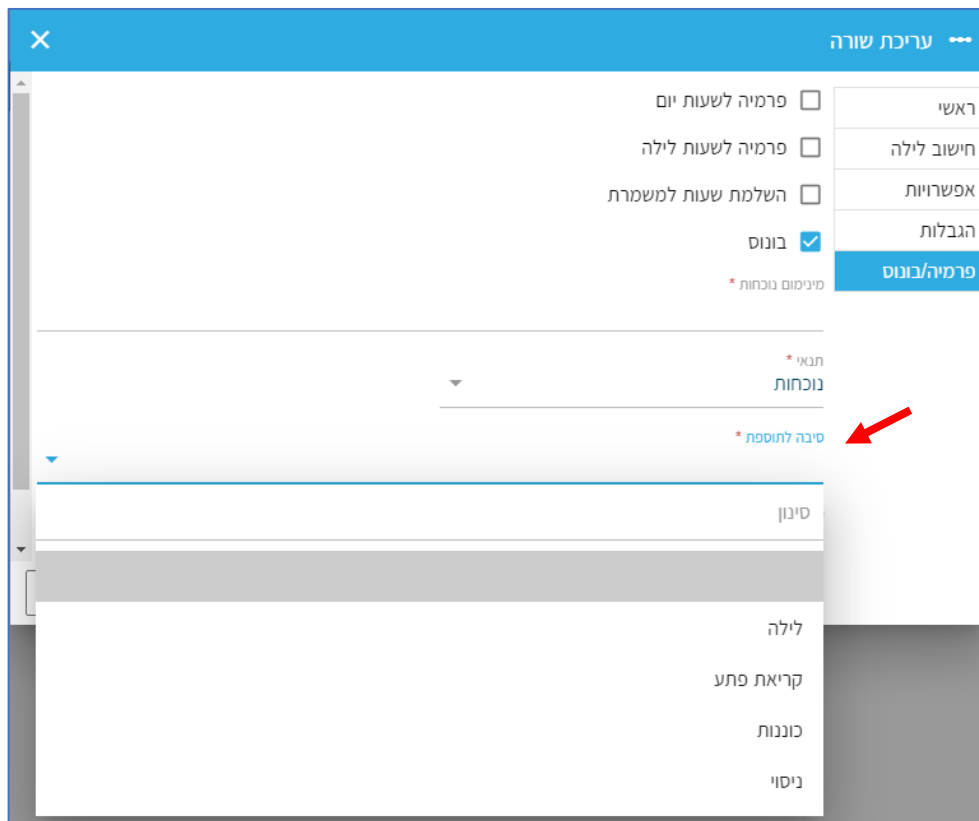 עריכת שורה
ראשי
חישוב לילה
אפשרויות
הגבלות
פרמיה/בונוס
פרמיה לשעות יום
פרמיה לשעות לילה
השלמת שעות למשמרת
בונוס
מינימום נוכחות *
תנאי *
נוכחות
סיבה לתוספת *
סינון
לילה
קריאת פתע
כוננות
ניסוי